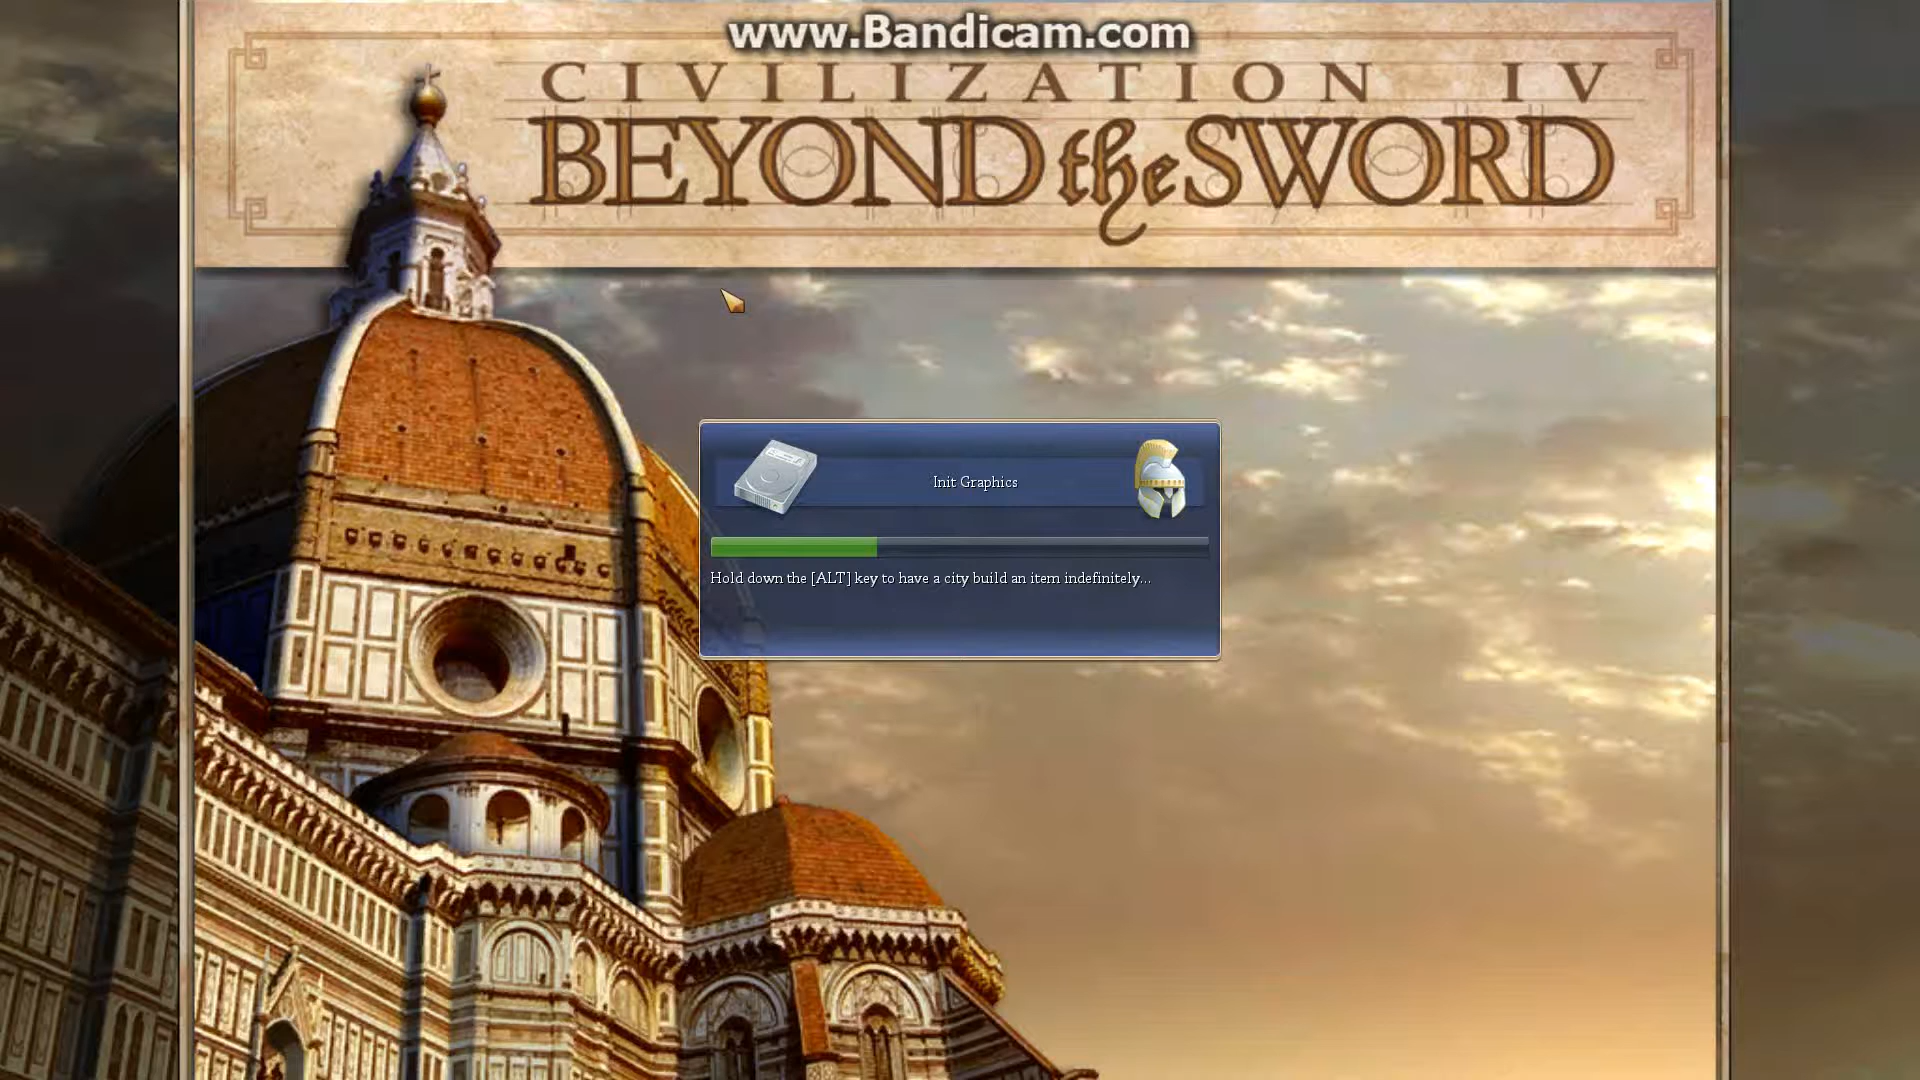 www.Bandicam.com
CIVILIZATION IV
BEYOND the SWORD
Init Graphics
Hold down the [ALT] key to have a city build an item indefinitely...